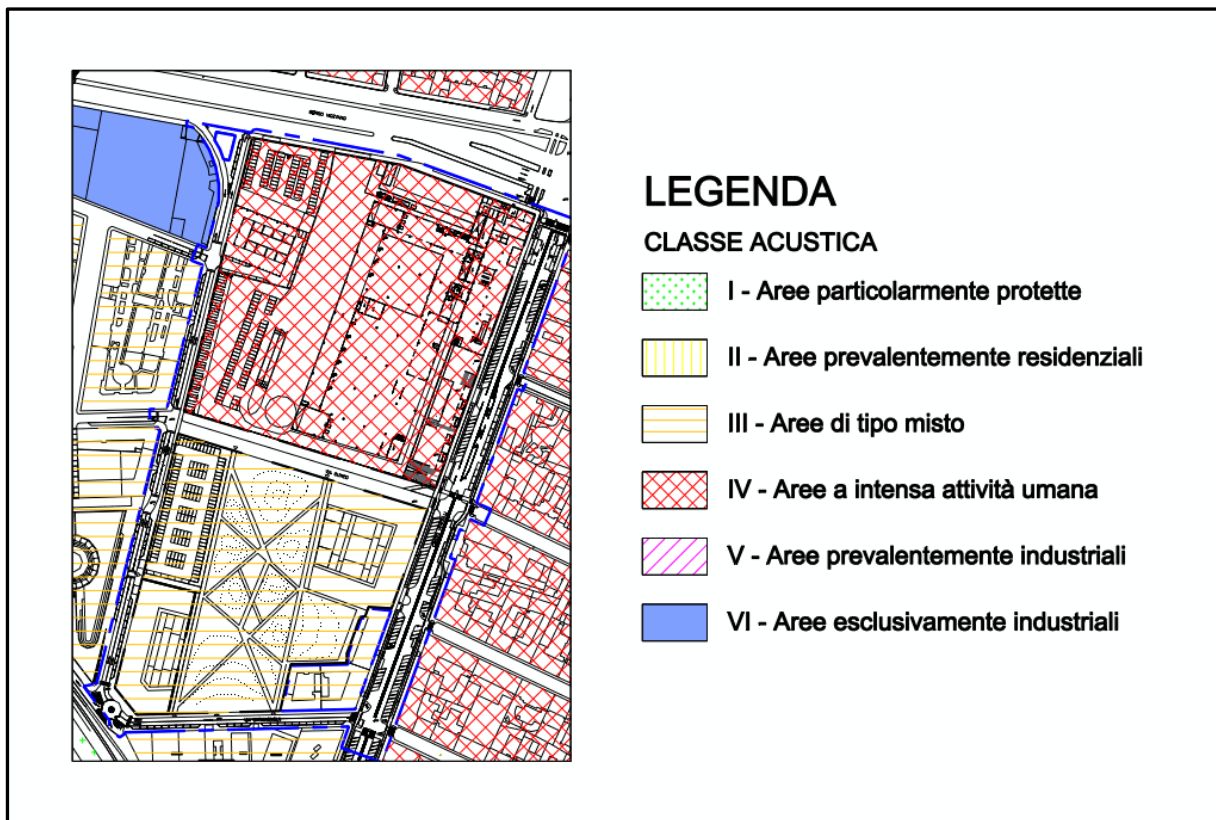 LEGENDA
CLASSE ACUSTICA
I - Aree particolarmente protette
II - Aree prevalentemente residenziali
III - Aree di tipo misto
IV - Aree a intensa attività umana
V - Aree prevalentemente industriali
VI - Aree esclusivamente industriali